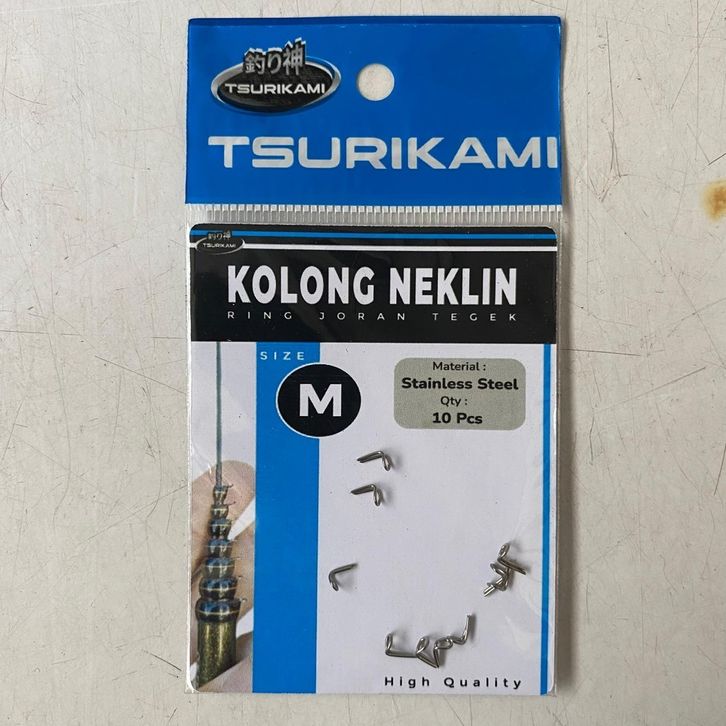 釣り神
TSURIKAMI
TSURIKAMI
釣り神
TSURIKAMI
KOLONG NEKLIN
RING JORAN TEGEK
SIZE
M
Material :
Stainless Steel
Qty :
10 Pcs
High Quality